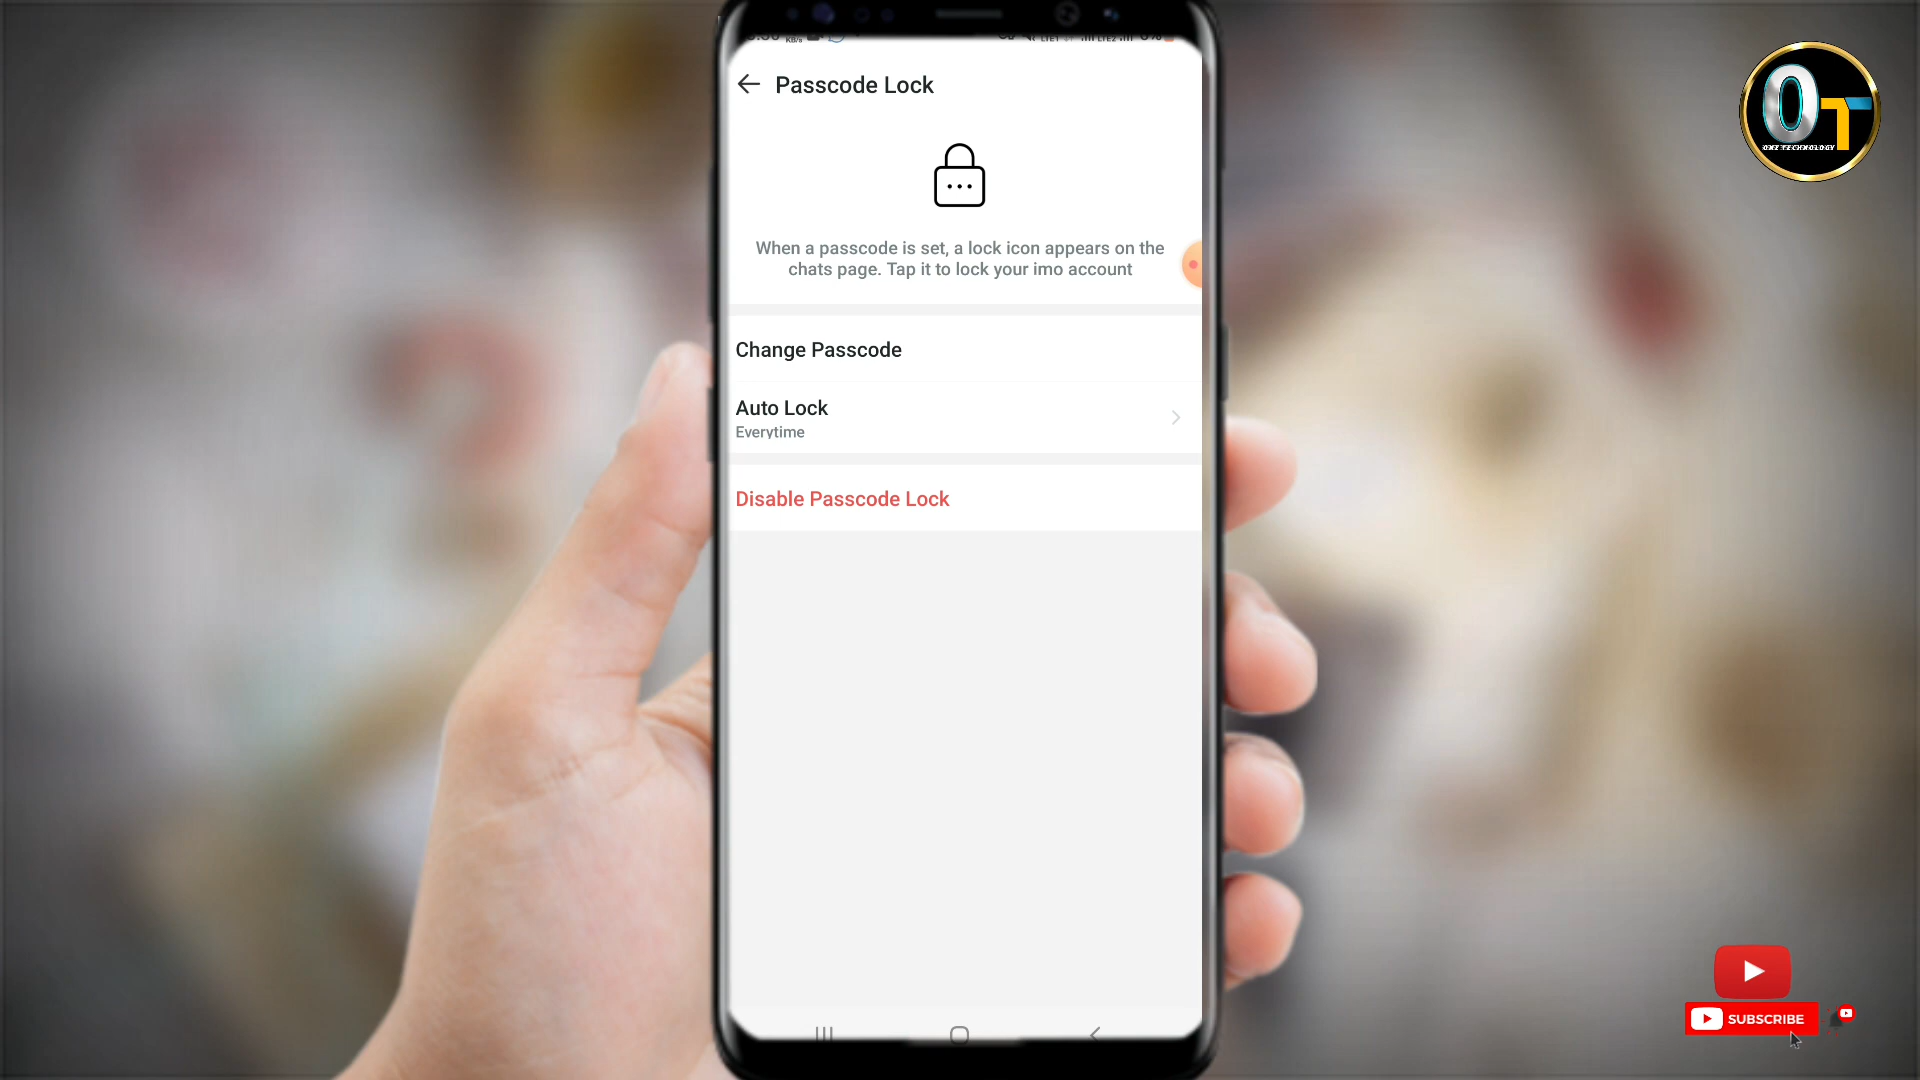 Passcode Lock
When a passcode is set, a lock icon appears on the
chats page. Tap it to lock your imo account
Change Passcode
Auto Lock
Everytime
Disable Passcode Lock
OT
SUBSCRIBE